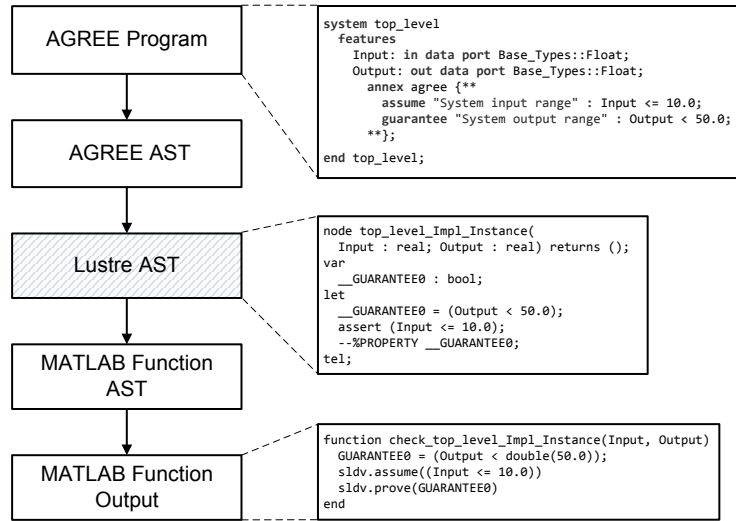 AGREE Program
system top_level
features
Input: in data port Base_Types::Float;
Output: out data port Base_Types::Float;
annex agree {**
assume "System input range" : Input <= 10.0;
guarantee "System output range" : Output < 50.0;
**};
end top_level;
AGREE AST
Lustre AST
node top_level_Impl_Instance(
Input : real; Output : real) returns ();
var
__GUARANTEE0 : bool;
let
__GUARANTEE0 = (Output < 50.0);
assert (Input <= 10.0);
--%PROPERTY __GUARANTEE0;
tel;
MATLAB Function
AST
MATLAB Function
Output
function check_top_level_Impl_Instance(Input, Output)
GUARANTEE0 = (Output < double(50.0));
sldv.assume((Input <= 10.0))
sldv.prove(GUARANTEE0)
end